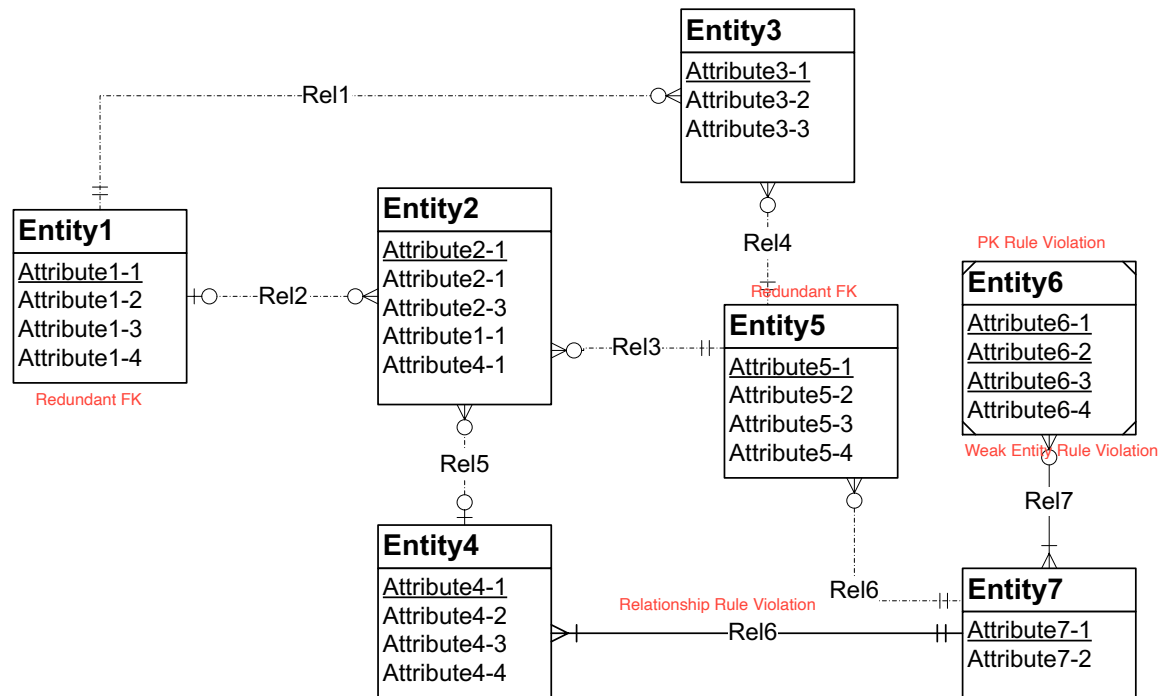 Entity3
Attribute3-1
Attribute3-2
Attribute3-3
Rel1
Entity1
Attribute1-1
Attribute1-2
Attribute1-3
Attribute1-4
Redundant FK
Rel2
Entity2
Attribute2-1
Attribute2-1
Attribute2-3
Attribute1-1
Attribute4-1
Rel4
Redundant FK
Rel3
Entity5
Attribute5-1
Attribute5-2
Attribute5-3
Attribute5-4
PK Rule Violation
Entity6
Attribute6-1
Attribute6-2
Attribute6-3
Attribute6-4
Weak Entity Rule Violation
Rel5
Rel7
Entity4
Attribute4-1
Attribute4-2
Attribute4-3
Attribute4-4
Relationship Rule Violation
Rel6
Rel6
Entity7
Attribute7-1
Attribute7-2